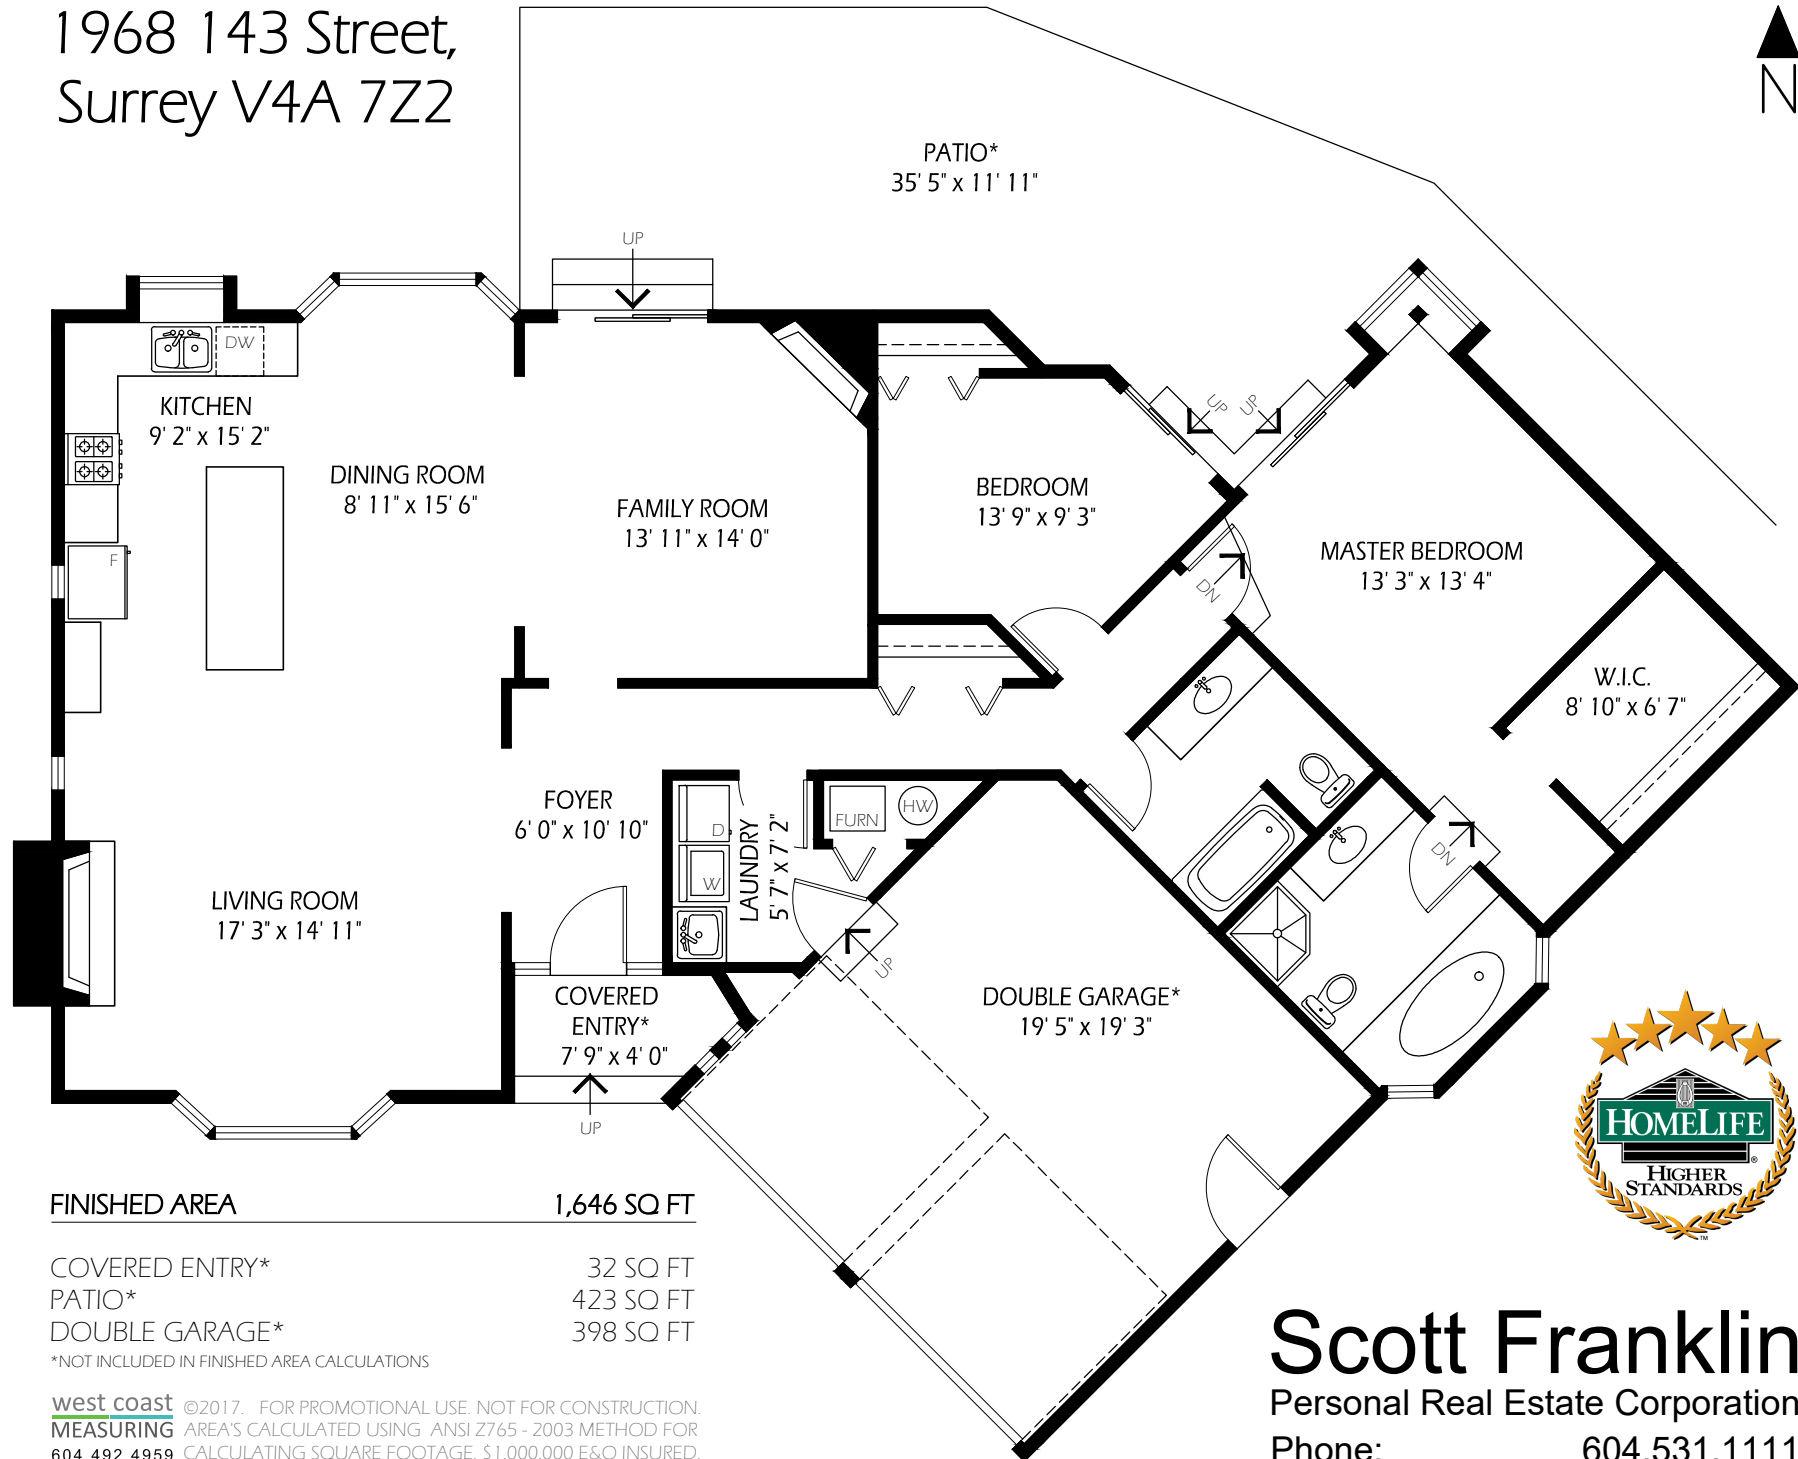 1968 143 Street,
Surrey V4A 7Z2
N
PATIO*
35' 5" x 11' 11"
UP
DW
KITCHEN
9' 2" x 15' 2"
DINING ROOM
8' 11" x 15' 6"
FAMILY ROOM
13' 11" x 14' 0"
BEDROOM
13' 9" x 9' 3"
UP
UP
MASTER BEDROOM
13' 3" x 13' 4"
F
DN
W.I.C.
8' 10" x 6' 7"
FOYER
6' 0" x 10' 10"
D
W
LAUNDRY
5' 7" x 7' 2"
FURN
HW
DN
LIVING ROOM
17' 3" x 14' 11"
UP
COVERED
ENTRY*
7' 9" x 4' 0"
UP
DOUBLE GARAGE*
19' 5" x 19' 3"
HOMELIFE
®
HIGHER
STANDARDS
™
FINISHED AREA 1,646 SQ FT
COVERED ENTRY* 32 SQ FT
PATIO* 423 SQ FT
DOUBLE GARAGE* 398 SQ FT
*NOT INCLUDED IN FINISHED AREA CALCULATIONS
west coast
MEASURING
604 492 4959
©2017. FOR PROMOTIONAL USE. NOT FOR CONSTRUCTION.
AREA'S CALCULATED USING ANSI Z765 - 2003 METHOD FOR
CALCULATING SQUARE FOOTAGE. $1,000,000 E&O INSURED.
Scott Franklin
Personal Real Estate Corporation
Phone: 604.531.1111